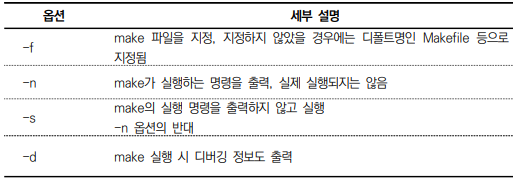 옵션 세부 설명
-f make 파일을 지정, 지정하지 않았을 경우에는 디폴트명인 Makefile 등으로
지정됨
-n make가 실행하는 명령을 출력, 실제 실행되지는 않음
-s make의 실행 명령을 출력하지 않고 실행
-n 옵션의 반대
-d make 실행 시 디버깅 정보도 출력